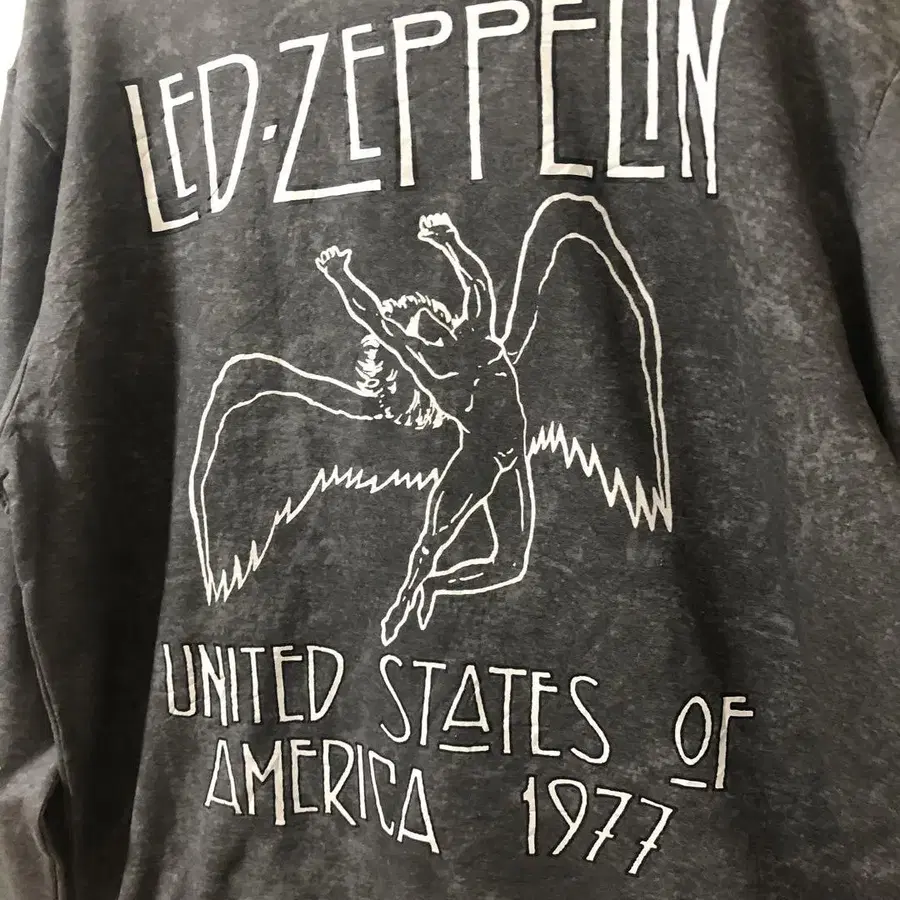 LED-ZEPPELIN
UNITED STATES OF
AMERICA 1977